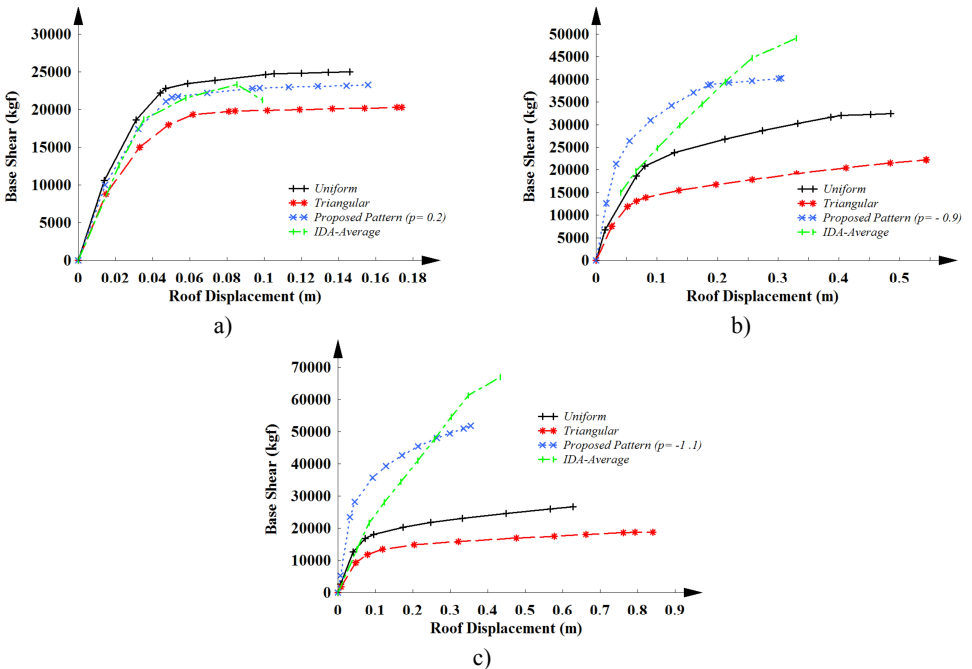 30000
25000
20000
15000
10000
5000
0
Base Shear (kgf)
Uniform
Triangular
Proposed Pattern (p= 0.2)
IDA-Average
0 0.02 0.04 0.06 0.08 0.1 0.12 0.14 0.16 0.18
Roof Displacement (m)
a)
50000
45000
40000
35000
30000
25000
20000
15000
10000
5000
0
Base Shear (kgf)
Uniform
Triangular
Proposed Pattern (p= - 0.9)
IDA-Average
0 0.1 0.2 0.3 0.4 0.5
Roof Displacement (m)
b)
70000
60000
50000
40000
30000
20000
10000
0
Base Shear (kgf)
Uniform
Triangular
Proposed Pattern (p= -1 .1)
IDA-Average
0 0.1 0.2 0.3 0.4 0.5 0.6 0.7 0.8 0.9
Roof Displacement (m)
c)